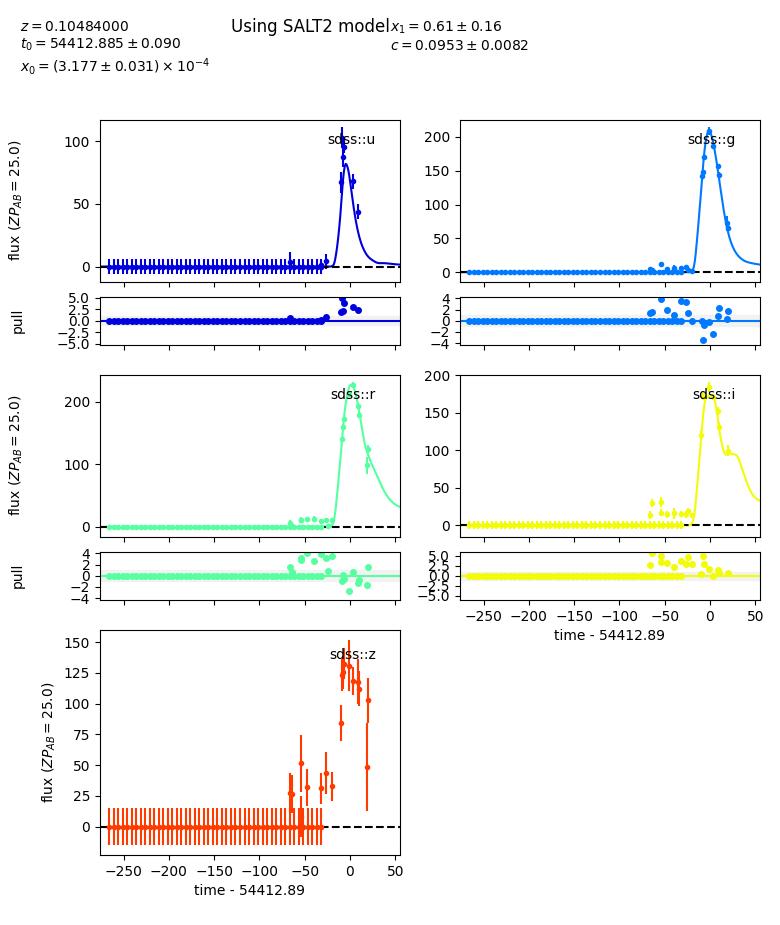 z = 0.10484000
t₀ = 54412.885 ± 0.090
x₀ = (3.177 ± 0.031) × 10⁻⁴
Using SALT2 model
x₁ = 0.61 ± 0.16
c = 0.0953 ± 0.0082
flux (ZP_AB = 25.0)
100
50
0
sdss::u
200
150
100
50
0
sdss::g
pull
5.0
2.5
0.0
−2.5
−5.0
4
2
0
−2
−4
flux (ZP_AB = 25.0)
200
100
0
sdss::r
200
150
100
50
0
sdss::i
pull
4
2
0
−2
−4
5.0
2.5
0.0
−2.5
−5.0
−250 −200 −150 −100 −50 0 50
time - 54412.89
flux (ZP_AB = 25.0)
150
125
100
75
50
25
0
sdss::z
−250 −200 −150 −100 −50 0 50
time - 54412.89